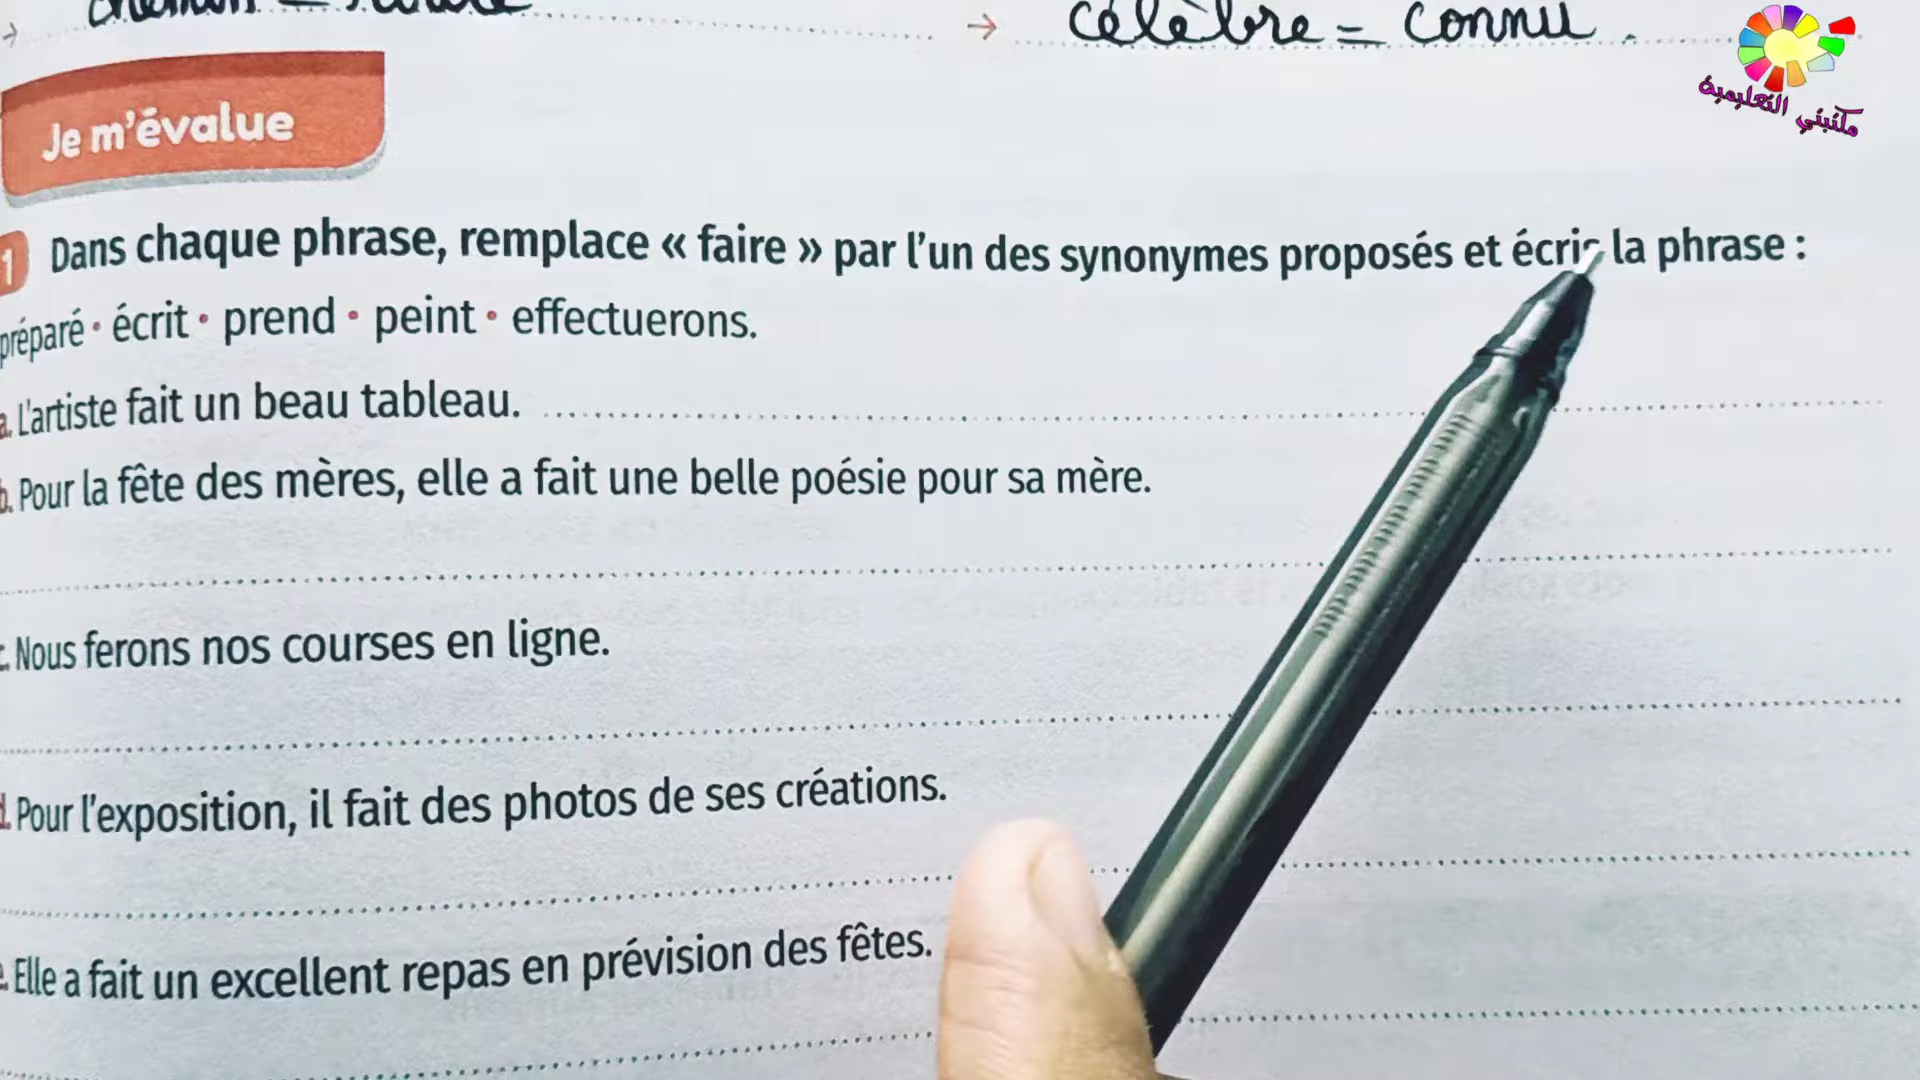 célèbre = connu.
مكتبتي التعليمية
Je m'évalue
1 Dans chaque phrase, remplace « faire » par l'un des synonymes proposés et écris la phrase :
préparé • écrit • prend • peint • effectuerons.
a. L'artiste fait un beau tableau.
b. Pour la fête des mères, elle a fait une belle poésie pour sa mère.
c. Nous ferons nos courses en ligne.
d. Pour l'exposition, il fait des photos de ses créations.
e. Elle a fait un excellent repas en prévision des fêtes.